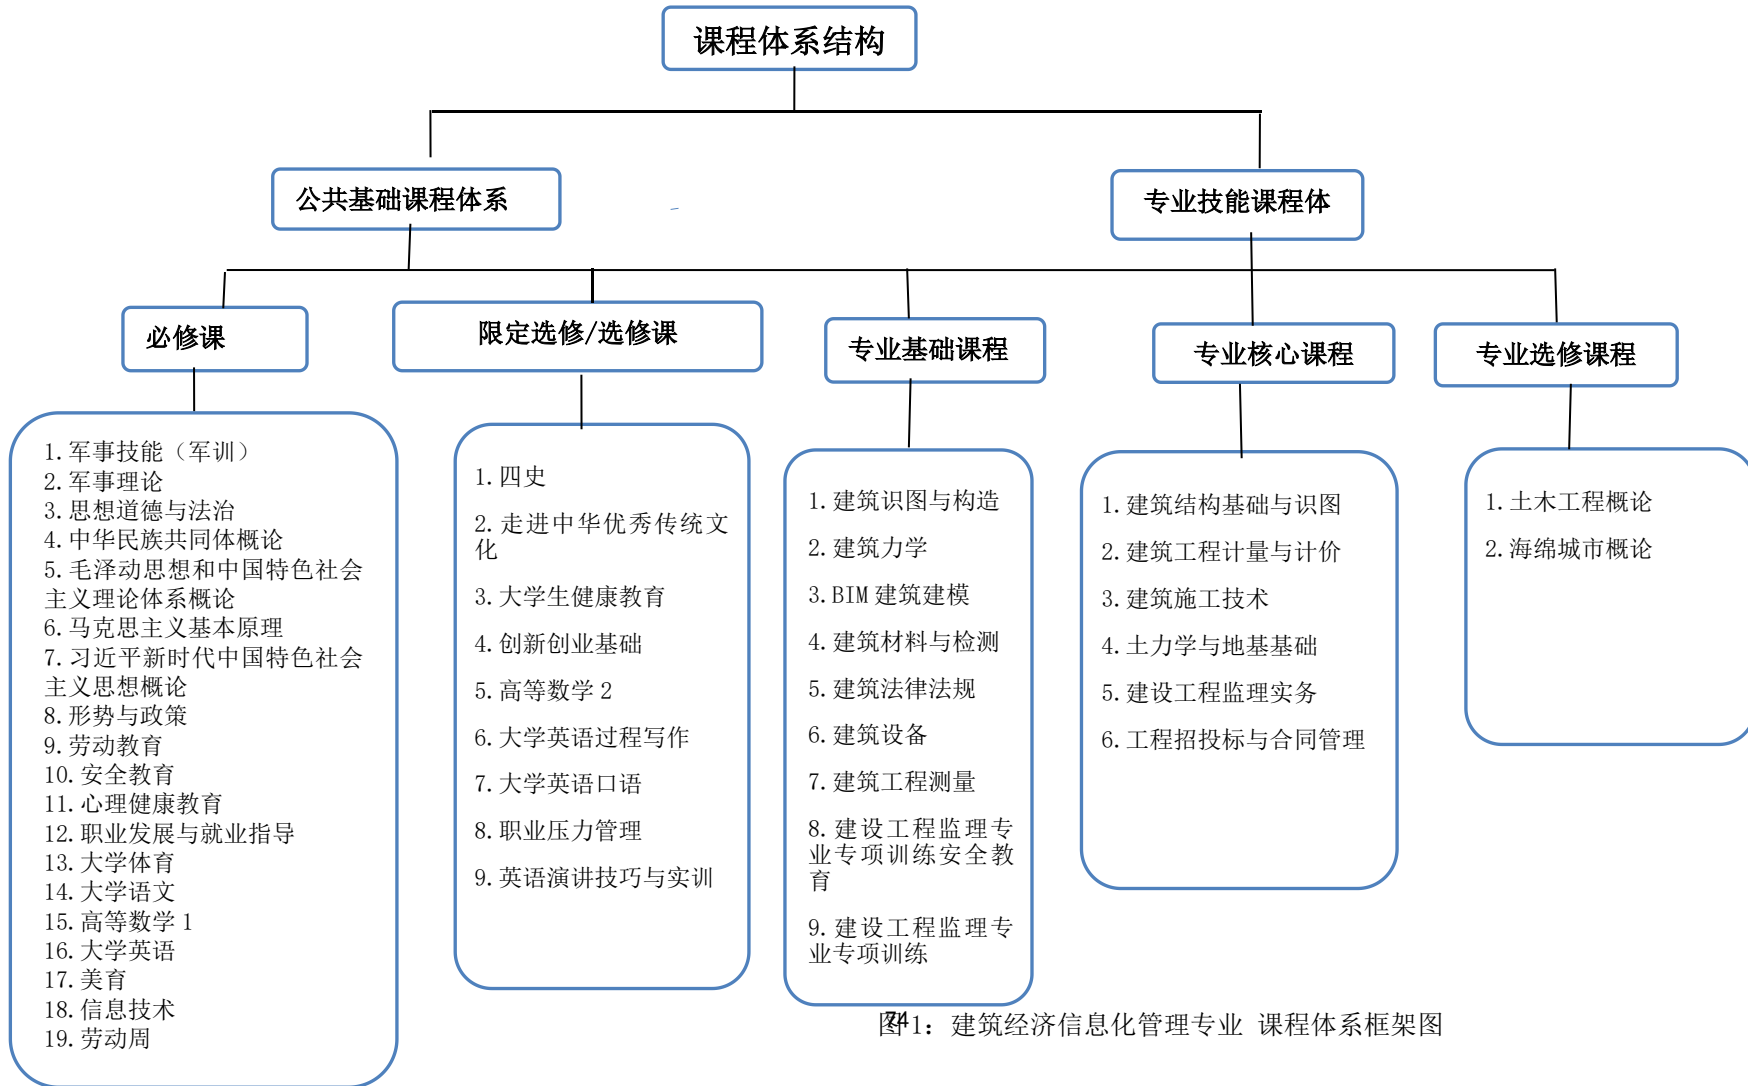 课程体系结构
公共基础课程体系
专业技能课程体
必修课
限定选修/选修课
专业基础课程
专业核心课程
专业选修课程
1.军事技能（军训）
2.军事理论
3.思想道德与法治
4.中华民族共同体概论
5.毛泽动思想和中国特色社会
主义理论体系概论
6.马克思主义基本原理
7.习近平新时代中国特色社会
主义思想概论
8.形势与政策
9.劳动教育
10.安全教育
11.心理健康教育
12.职业发展与就业指导
13.大学体育
14.大学语文
15.高等数学1
16.大学英语
17.美育
18.信息技术
19.劳动周
1.四史
2.走进中华优秀传统文
化
3.大学生健康教育
4.创新创业基础
5.高等数学2
6.大学英语过程写作
7.大学英语口语
8.职业压力管理
9.英语演讲技巧与实训
1.建筑识图与构造
2.建筑力学
3.BIM建筑建模
4.建筑材料与检测
5.建筑法律法规
6.建筑设备
7.建筑工程测量
8.建设工程监理专
业专项训练安全教
育
9.建设工程监理专
业专项训练
1.建筑结构基础与识图
2.建筑工程计量与计价
3.建筑施工技术
4.土力学与地基基础
5.建设工程监理实务
6.工程招投标与合同管理
1.土木工程概论
2.海绵城市概论
图1：建筑经济信息化管理专业 课程体系框架图
74